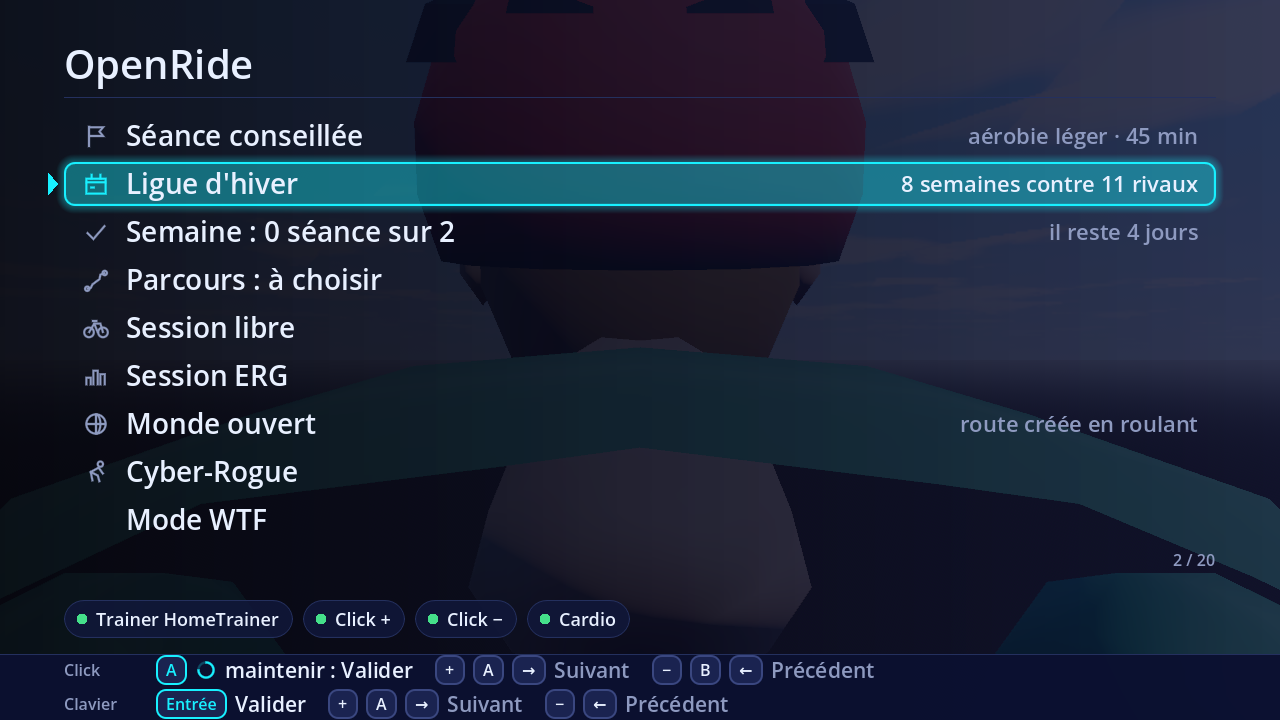 OpenRide
Séance conseillée aérobie léger · 45 min
Ligue d'hiver 8 semaines contre 11 rivaux
Semaine : 0 séance sur 2 il reste 4 jours
Parcours : à choisir
Session libre
Session ERG
Monde ouvert route créée en roulant
Cyber-Rogue
Mode WTF
2 / 20
Trainer HomeTrainer Click + Click − Cardio
Click A maintenir : Valider + A → Suivant − B ← Précédent
Clavier Entrée Valider + A → Suivant − ← Précédent